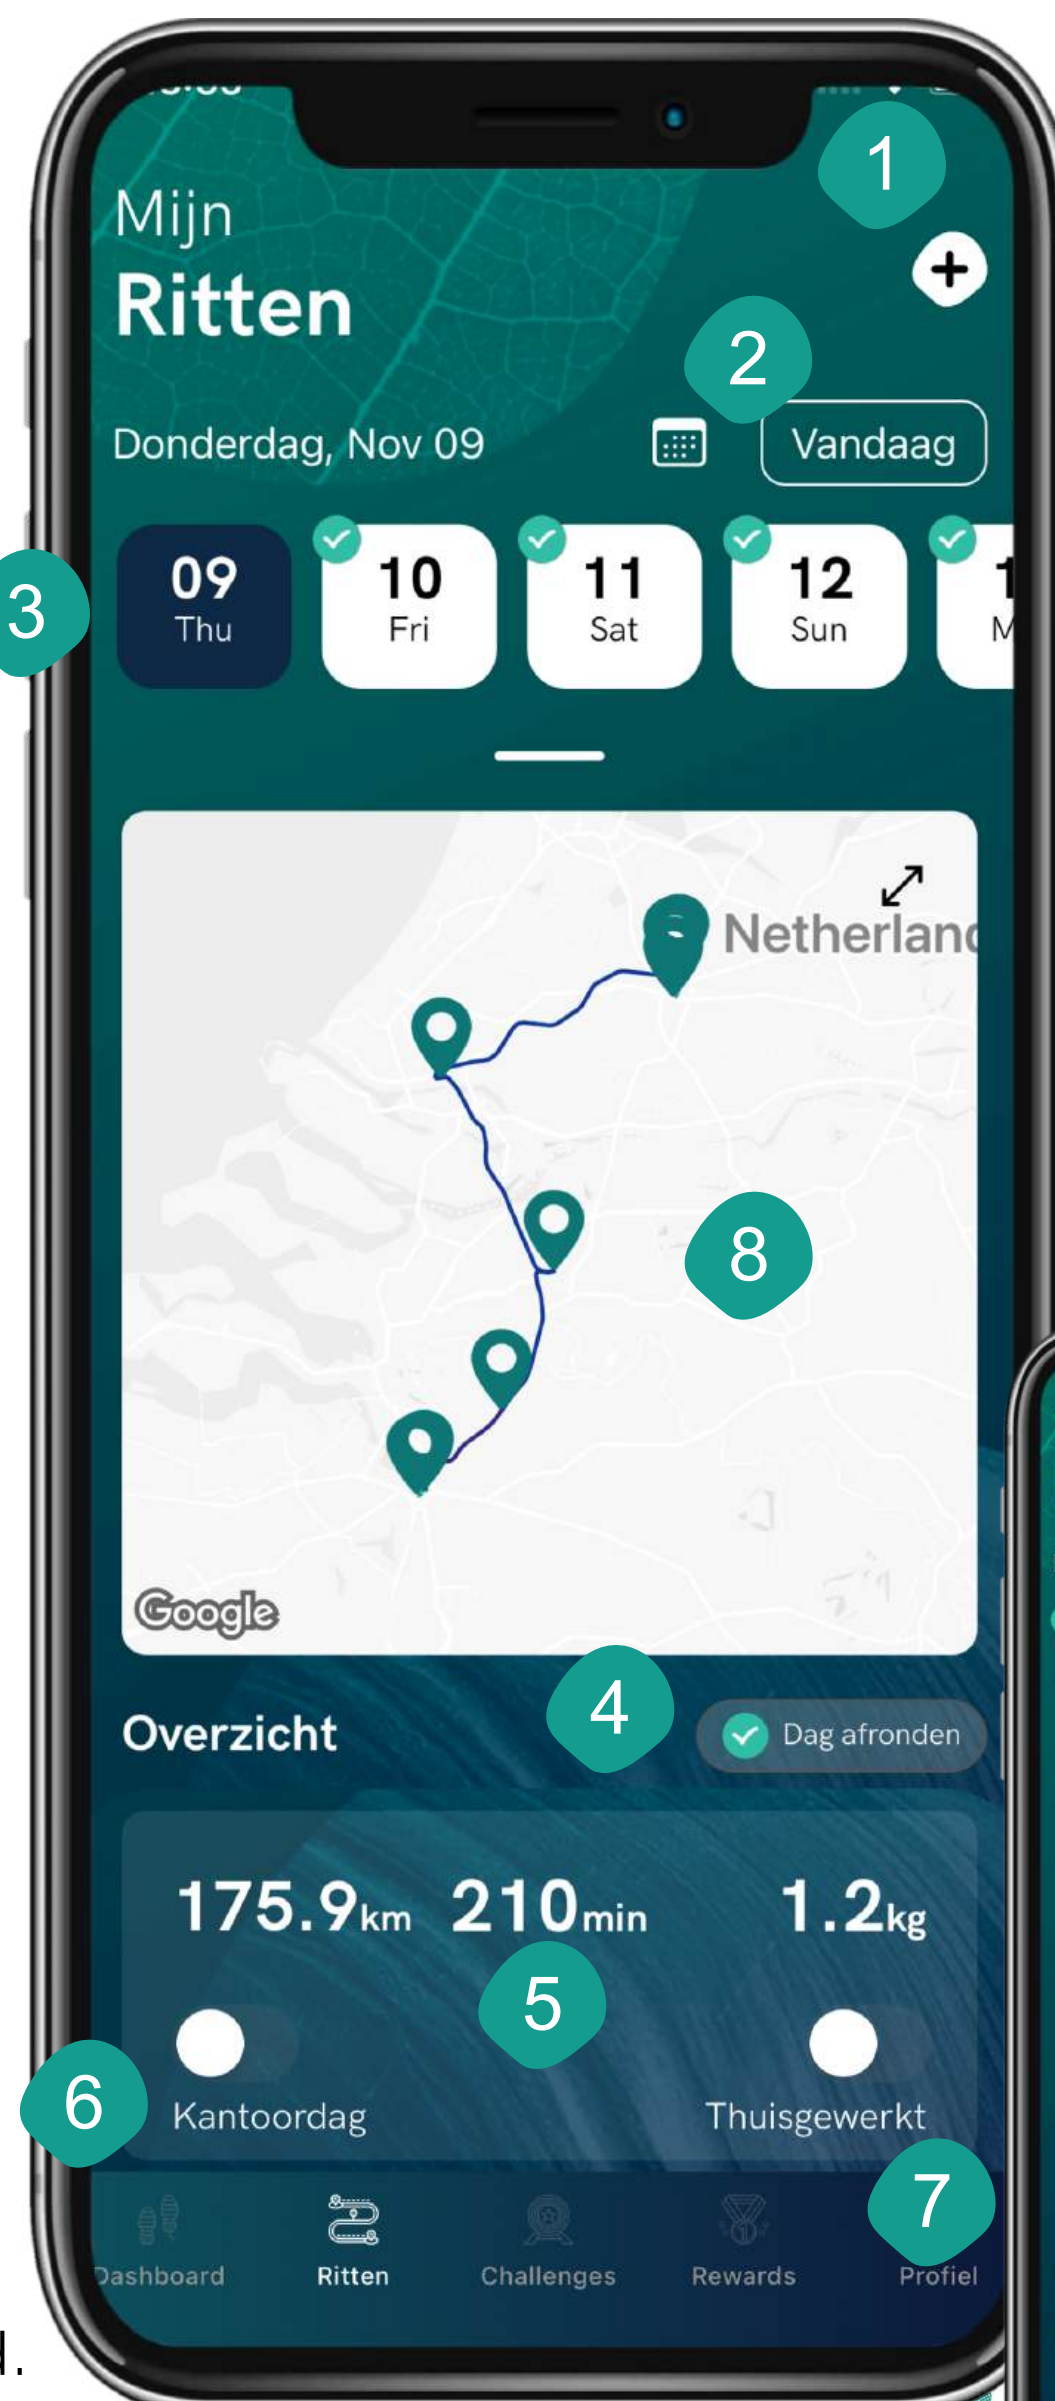 1
Mijn
Ritten
+
2
Donderdag, Nov 09
Vandaag
3
09 10 11 12
Thu Fri Sat Sun
Netherland
8
Google
4
Overzicht
Dag afronden
175.9km 210min 1.2kg
5
6
Kantoordag Thuisgewerkt
7
Dashboard Ritten Challenges Rewards Profiel